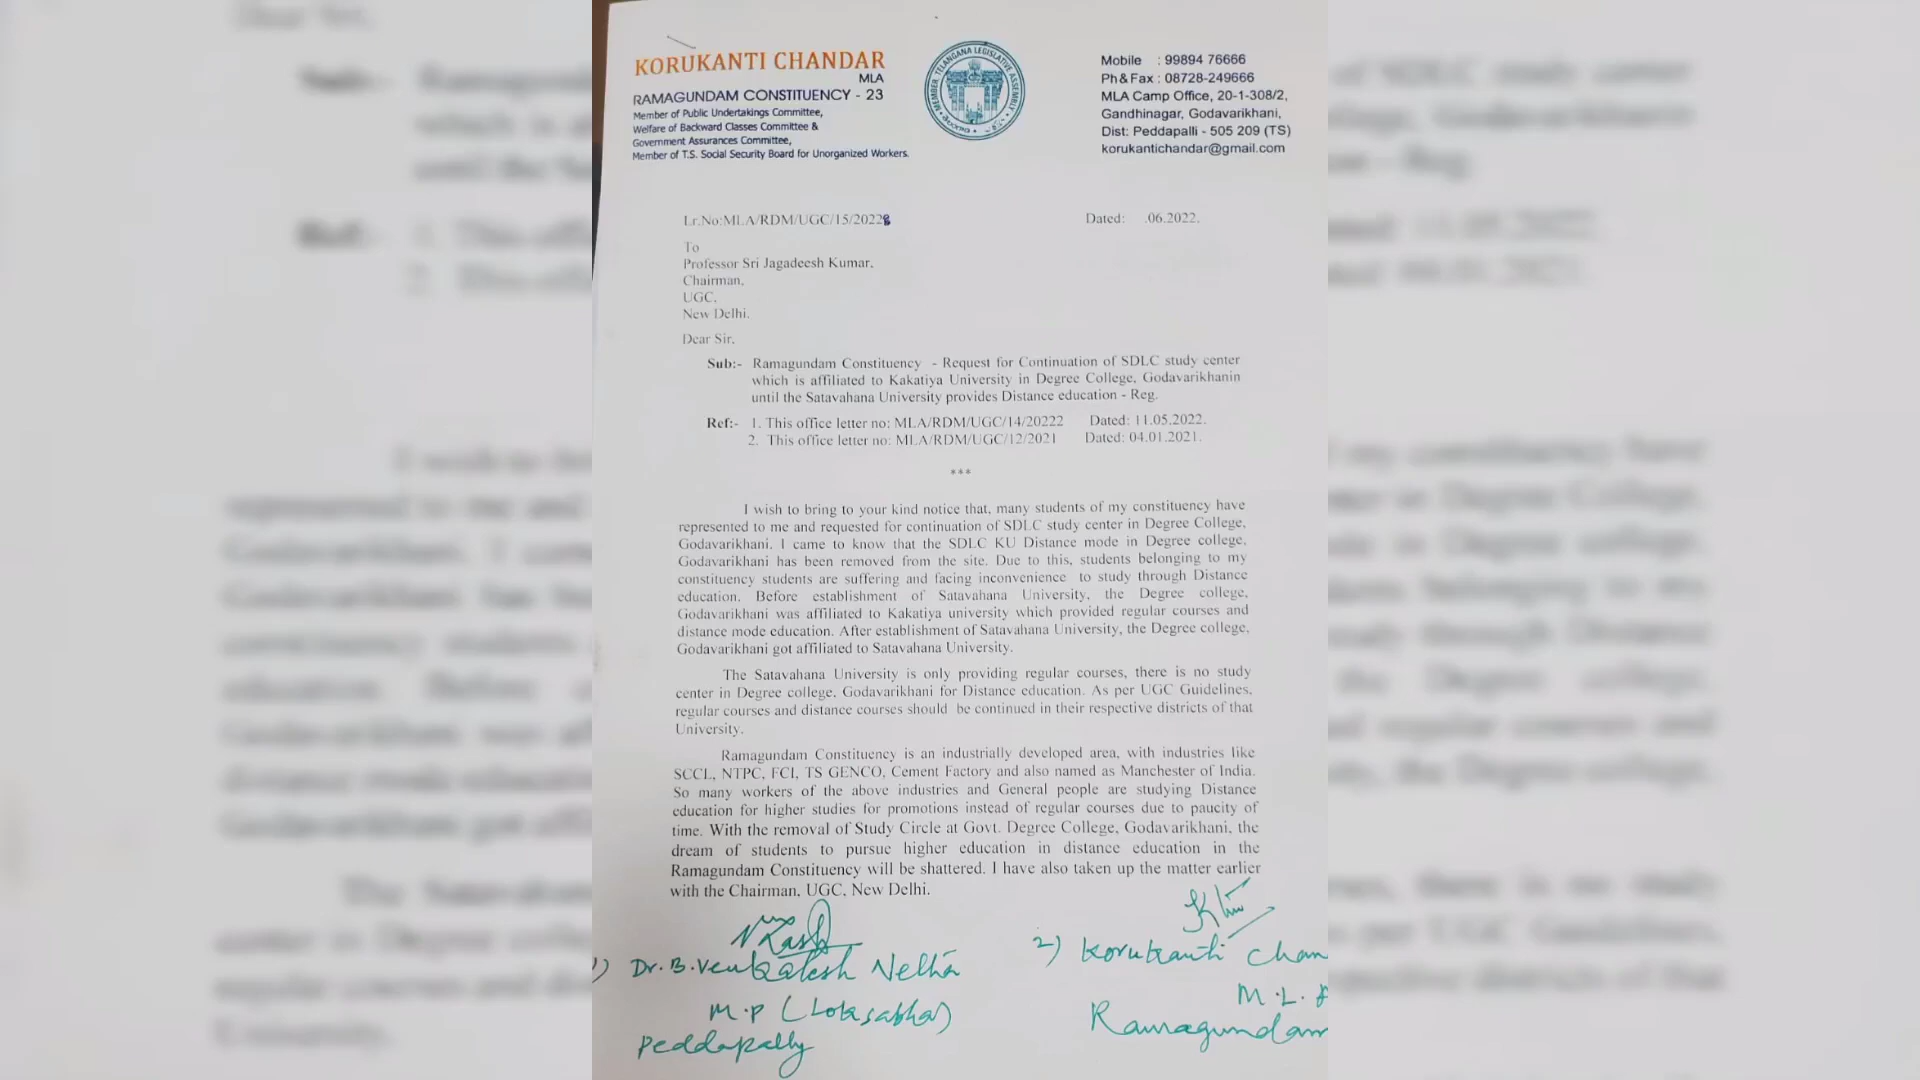 KORUKANTI CHANDAR
MLA
RAMAGUNDAM CONSTITUENCY - 23
Member of Public Undertakings Committee,
Welfare of Backward Classes Committee &
Government Assurances Committee,
Member of T.S. Social Security Board for Unorganized Workers.
MEMBER TELANGANA LEGISLATIVE ASSEMBLY
Mobile : 99894 76666
Ph & Fax : 08728-249666
MLA Camp Office, 20-1-308/2,
Gandhinagar, Godavarikhani,
Dist: Peddapalli - 505 209 (TS)
korukantichandar@gmail.com
Lr.No:MLA/RDM/UGC/15/2022
Dated: .06.2022.
To
Professor Sri Jagadeesh Kumar,
Chairman,
UGC,
New Delhi.
Dear Sir,
Sub:- Ramagundam Constituency - Request for Continuation of SDLC study center
which is affiliated to Kakatiya University in Degree College, Godavarikhanin
until the Satavahana University provides Distance education - Reg.
Ref:- 1. This office letter no: MLA/RDM/UGC/14/20222 Dated: 11.05.2022.
2. This office letter no: MLA/RDM/UGC/12/2021 Dated: 04.01.2021.
***
I wish to bring to your kind notice that, many students of my constituency have
represented to me and requested for continuation of SDLC study center in Degree College,
Godavarikhani. I came to know that the SDLC KU Distance mode in Degree college,
Godavarikhani has been removed from the site. Due to this, students belonging to my
constituency students are suffering and facing inconvenience to study through Distance
education. Before establishment of Satavahana University, the Degree college,
Godavarikhani was affiliated to Kakatiya university which provided regular courses and
distance mode education. After establishment of Satavahana University, the Degree college,
Godavarikhani got affiliated to Satavahana University.
The Satavahana University is only providing regular courses, there is no study
center in Degree college, Godavarikhani for Distance education. As per UGC Guidelines,
regular courses and distance courses should be continued in their respective districts of that
University.
Ramagundam Constituency is an industrially developed area, with industries like
SCCL, NTPC, FCI, TS GENCO, Cement Factory and also named as Manchester of India.
So many workers of the above industries and General people are studying Distance
education for higher studies for promotions instead of regular courses due to paucity of
time. With the removal of Study Circle at Govt. Degree College, Godavarikhani, the
dream of students to pursue higher education in distance education in the
Ramagundam Constituency will be shattered. I have also taken up the matter earlier
with the Chairman, UGC, New Delhi.
1) Dr. B. Venkatesh Netha
M.P (Loksabha)
Peddapally
2) Korukanti Chan
M.L.A
Ramagundam